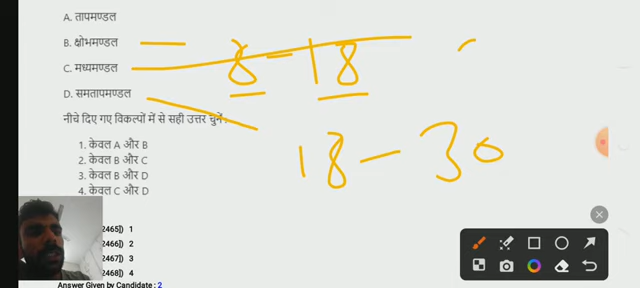 A. तापमण्डल
B. क्षोभमण्डल
C. मध्यमण्डल
D. समतापमण्डल
8 - 18
18 - 30
नीचे दिए गए विकल्पों में से सही उत्तर चुनें :
1. केवल A और B
2. केवल B और C
3. केवल B और D
4. केवल C और D
2465]) 1
2466]) 2
2467]) 3
2468]) 4
Answer Given by Candidate : 2